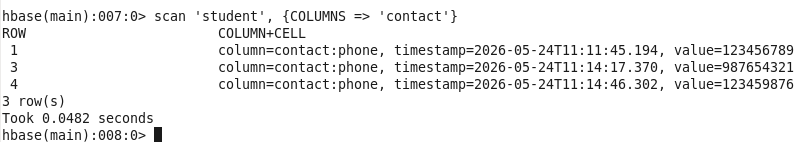 hbase(main):007:0> scan 'student', {COLUMNS => 'contact'}
ROW                        COLUMN+CELL
 1                         column=contact:phone, timestamp=2026-05-24T11:11:45.194, value=123456789
 3                         column=contact:phone, timestamp=2026-05-24T11:14:17.370, value=987654321
 4                         column=contact:phone, timestamp=2026-05-24T11:14:46.302, value=123459876
3 row(s)
Took 0.0482 seconds
hbase(main):008:0>